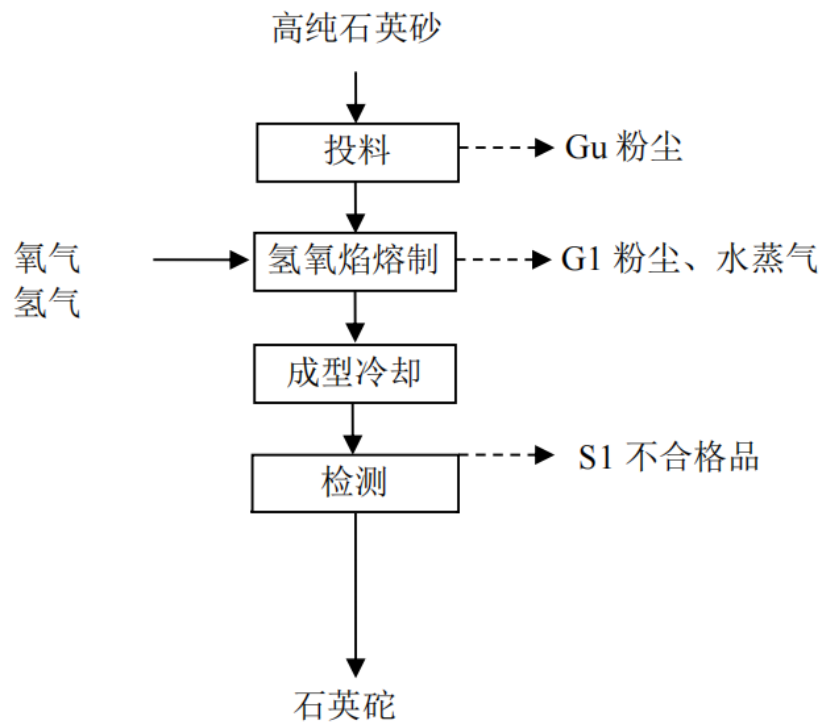 高纯石英砂
投料
Gu 粉尘
氧气
氢气
氢氧焰熔制
G1 粉尘、水蒸气
成型冷却
检测
S1 不合格品
石英砣